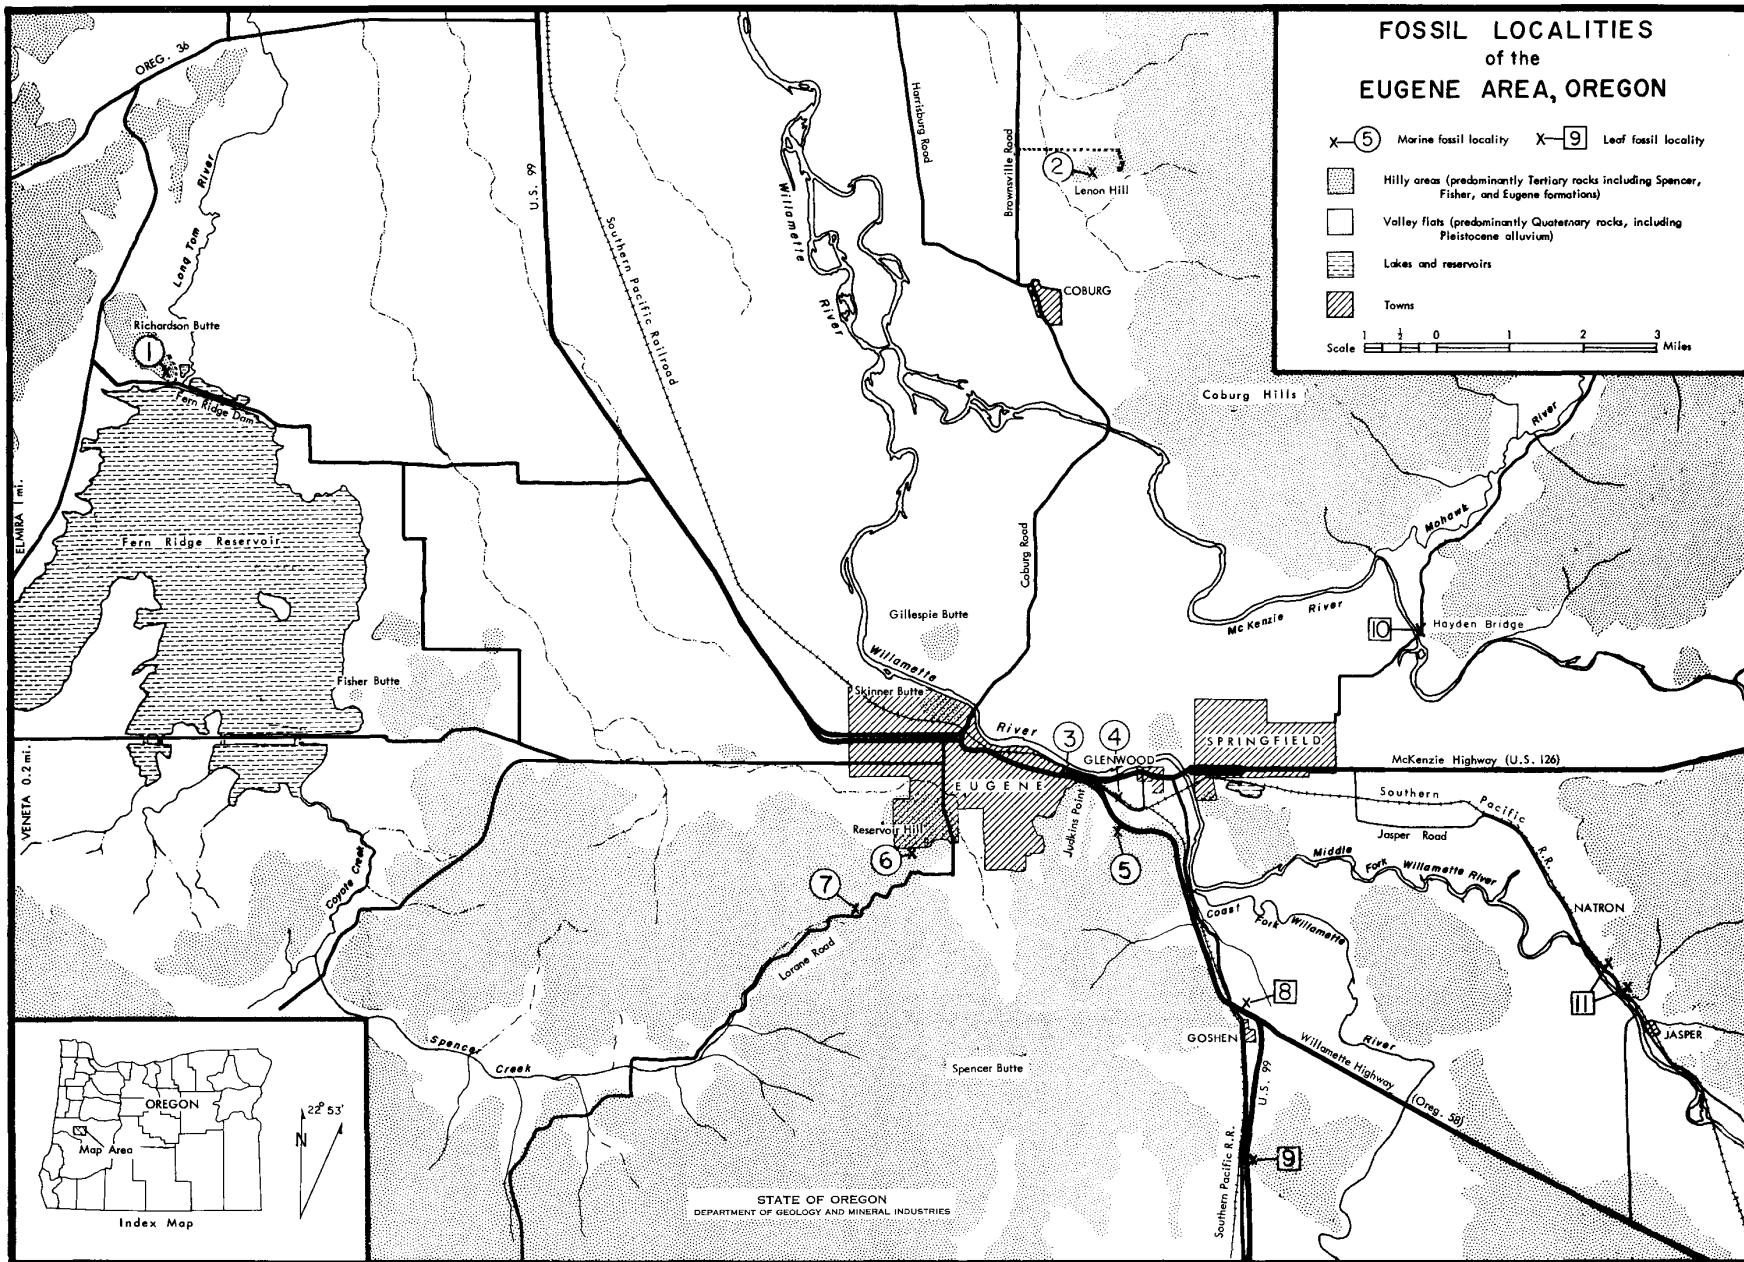 FOSSIL LOCALITIES
of the
EUGENE AREA, OREGON
x—5 Marine fossil locality
X—9 Leaf fossil locality
Hilly areas (predominantly Tertiary rocks including Spencer,
Fisher, and Eugene formations)
Valley flats (predominantly Quaternary rocks, including
Pleistocene alluvium)
Lakes and reservoirs
Towns
Scale 1 ½ 0 1 2 3 Miles
OREG. 36
Long Tom River
U.S. 99
Southern Pacific Railroad
Willamette
River
Harrisburg Road
Brownsville Road
2
Lenon Hill
COBURG
Richardson Butte
1
Fern Ridge Dam
Coburg Hills
River
Mohawk
ELMIRA 1 mi.
Fern Ridge Reservoir
Coburg Road
Gillespie Butte
McKenzie River
10
Hayden Bridge
Fisher Butte
Willamette
Skinner Butte
River
3
4
GLENWOOD
SPRINGFIELD
McKenzie Highway (U.S. 126)
VENETA 0.2 mi.
EUGENE
Southern Pacific
R.R.
Jasper Road
Judkins Point
Reservoir Hill
6
5
Coyote Creek
7
Middle Fork Willamette River
Coast Fork Willamette
NATRON
Lorane Road
8
11
GOSHEN
JASPER
Spencer
Creek
Spencer Butte
Willamette Highway
River
(Oreg. 58)
U.S. 99
9
Southern Pacific R.R.
OREGON
Map Area
Index Map
22° 53'
N
STATE OF OREGON
DEPARTMENT OF GEOLOGY AND MINERAL INDUSTRIES